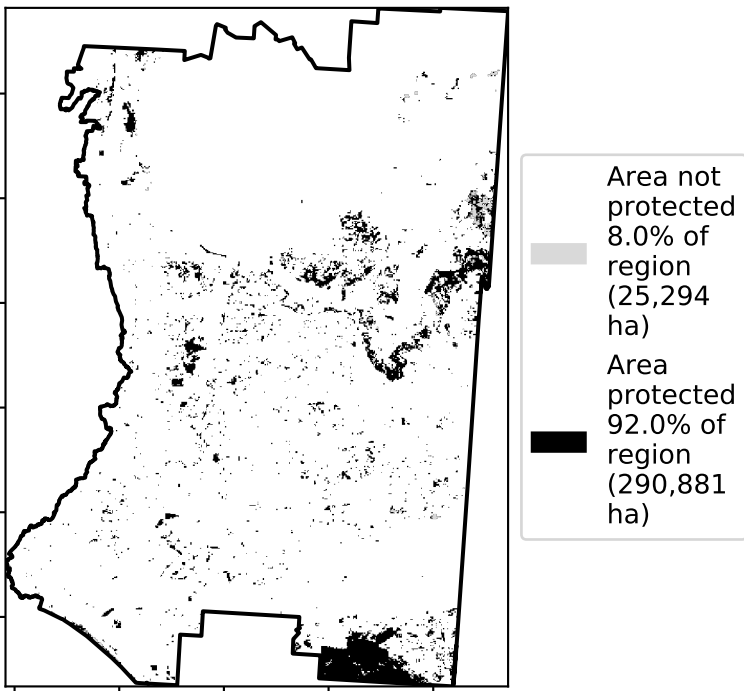 Area not
protected
8.0% of
region
(25,294
ha)
Area
protected
92.0% of
region
(290,881
ha)